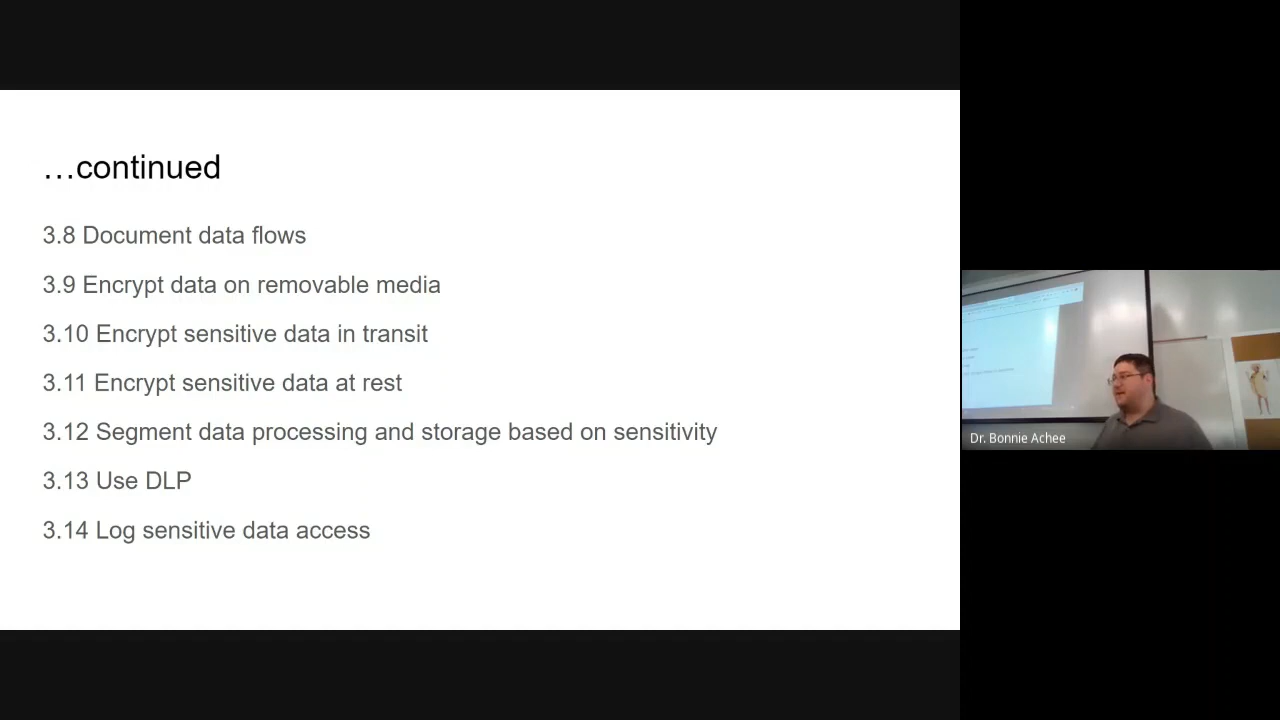 …continued
3.8 Document data flows
3.9 Encrypt data on removable media
3.10 Encrypt sensitive data in transit
3.11 Encrypt sensitive data at rest
3.12 Segment data processing and storage based on sensitivity
3.13 Use DLP
3.14 Log sensitive data access
Dr. Bonnie Achee